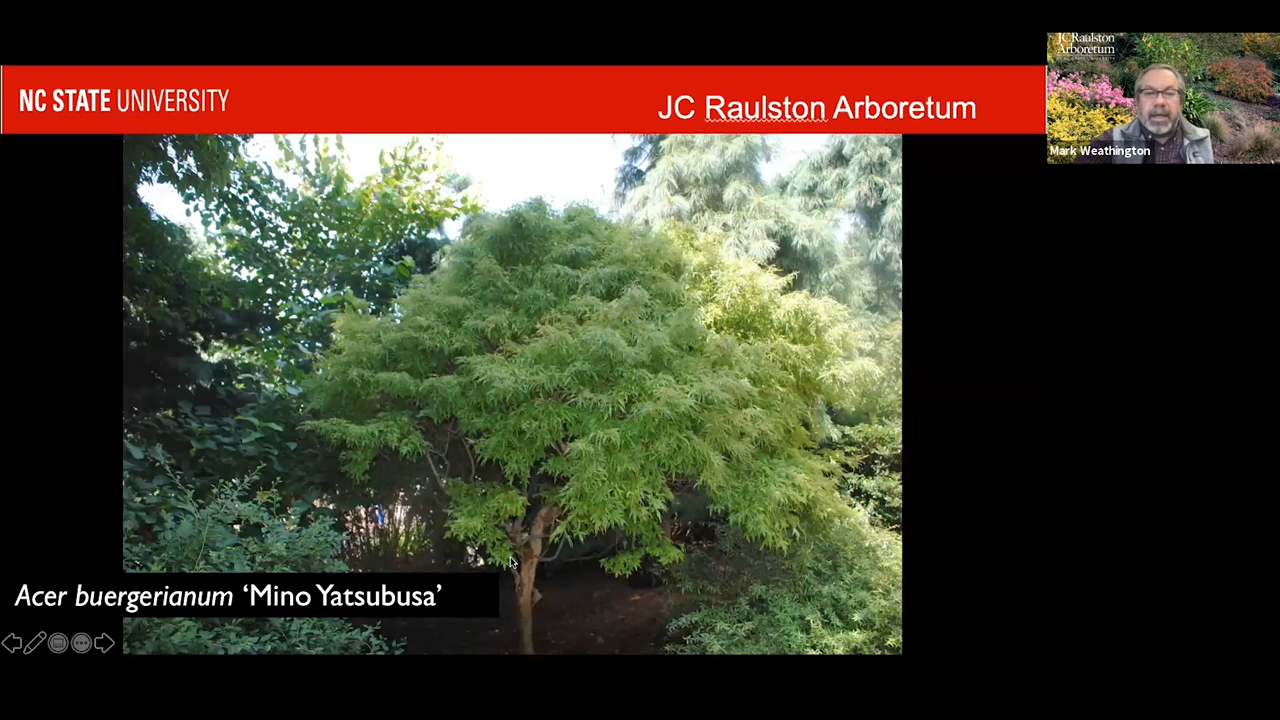 NC STATE UNIVERSITY
JC Raulston Arboretum
JC Raulston
Arboretum
Mark Weathington
Acer buergerianum ‘Mino Yatsubusa’